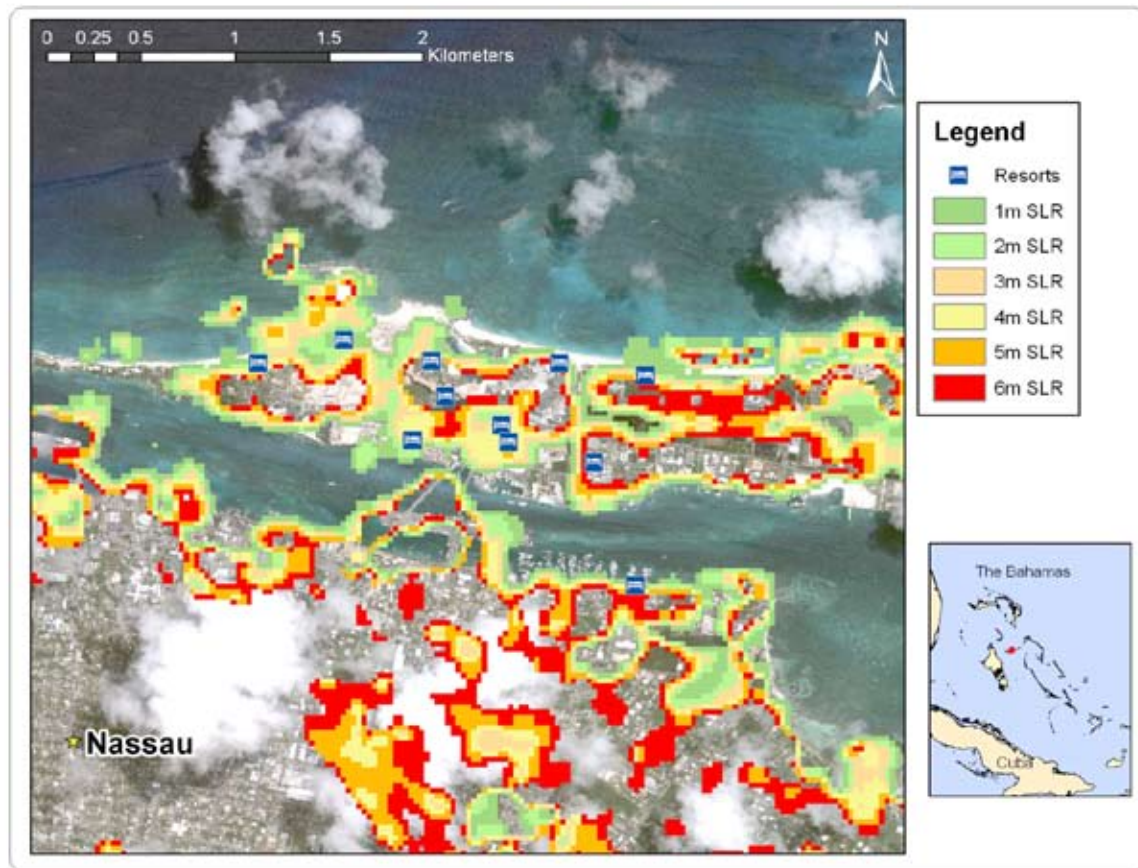 0 0.25 0.5 1 1.5 2
Kilometers
N
Nassau
Legend
Resorts
1m SLR
2m SLR
3m SLR
4m SLR
5m SLR
6m SLR
The Bahamas
Cuba